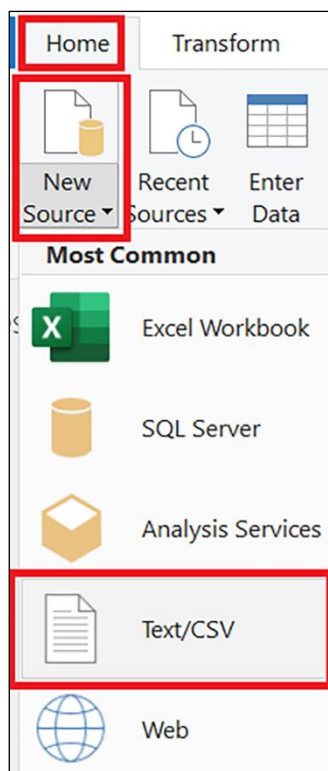 Home Transform
New Recent Enter
Source Sources Data
Most Common
X Excel Workbook
SQL Server
Analysis Services
Text/CSV
Web